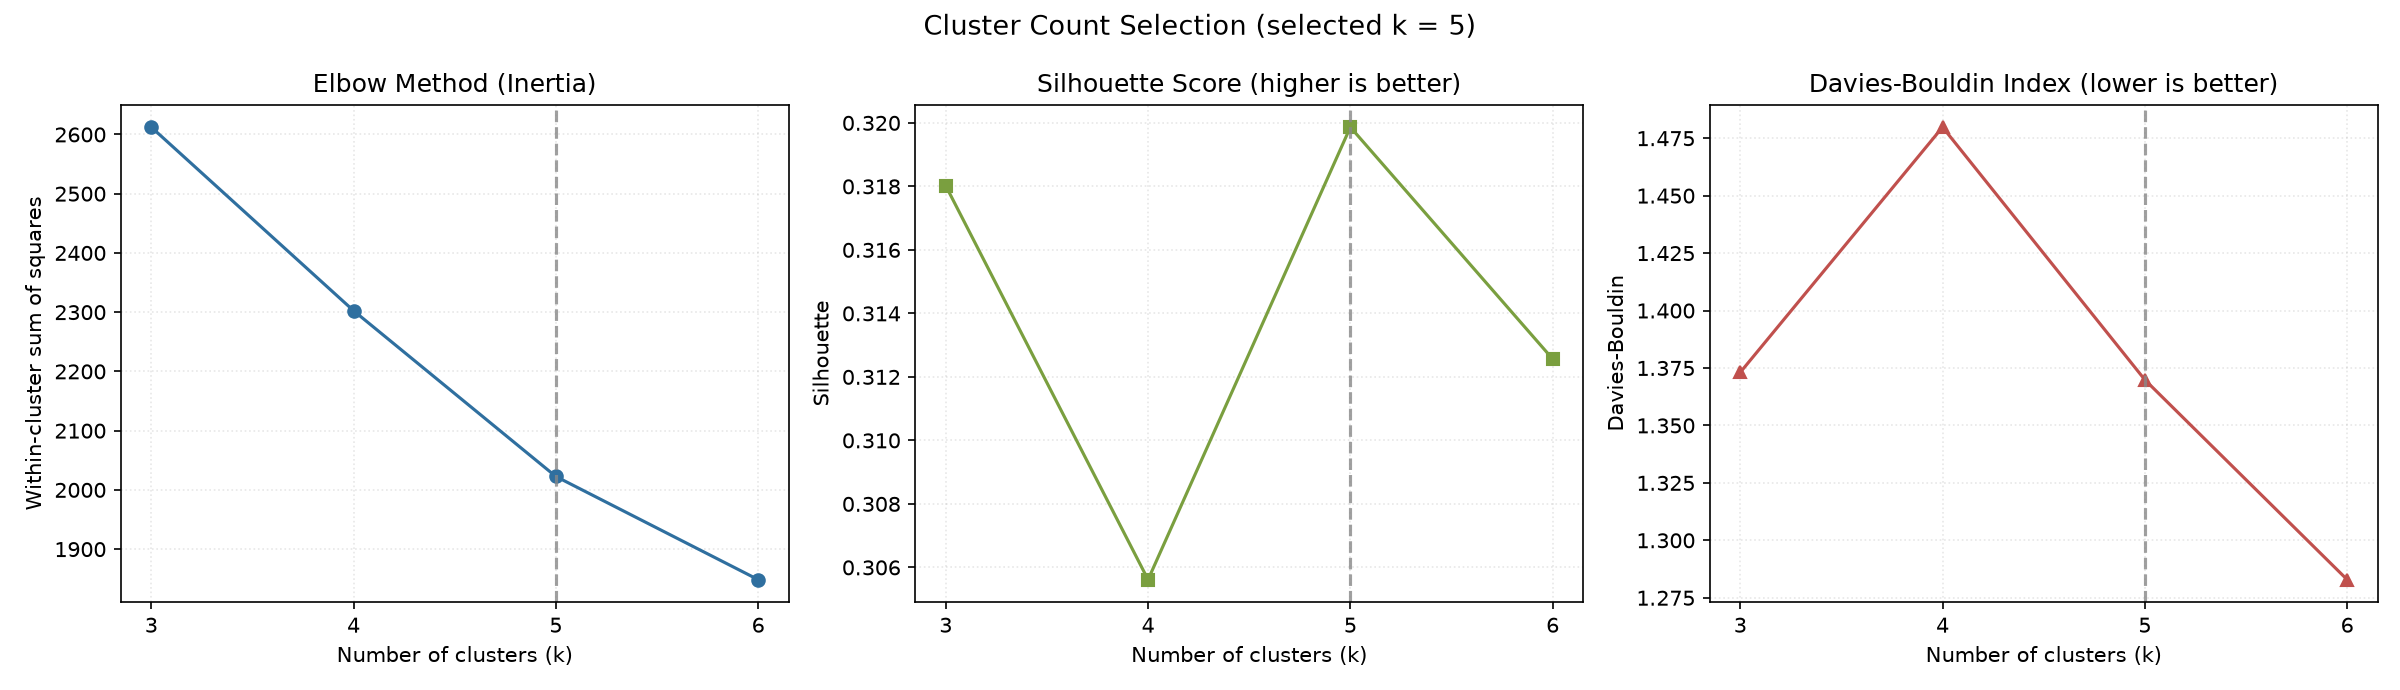 Cluster Count Selection (selected k = 5)
Elbow Method (Inertia)
Within-cluster sum of squares
2600
2500
2400
2300
2200
2100
2000
1900
3 4 5 6
Number of clusters (k)
Silhouette Score (higher is better)
Silhouette
0.320
0.318
0.316
0.314
0.312
0.310
0.308
0.306
3 4 5 6
Number of clusters (k)
Davies-Bouldin Index (lower is better)
Davies-Bouldin
1.475
1.450
1.425
1.400
1.375
1.350
1.325
1.300
1.275
3 4 5 6
Number of clusters (k)